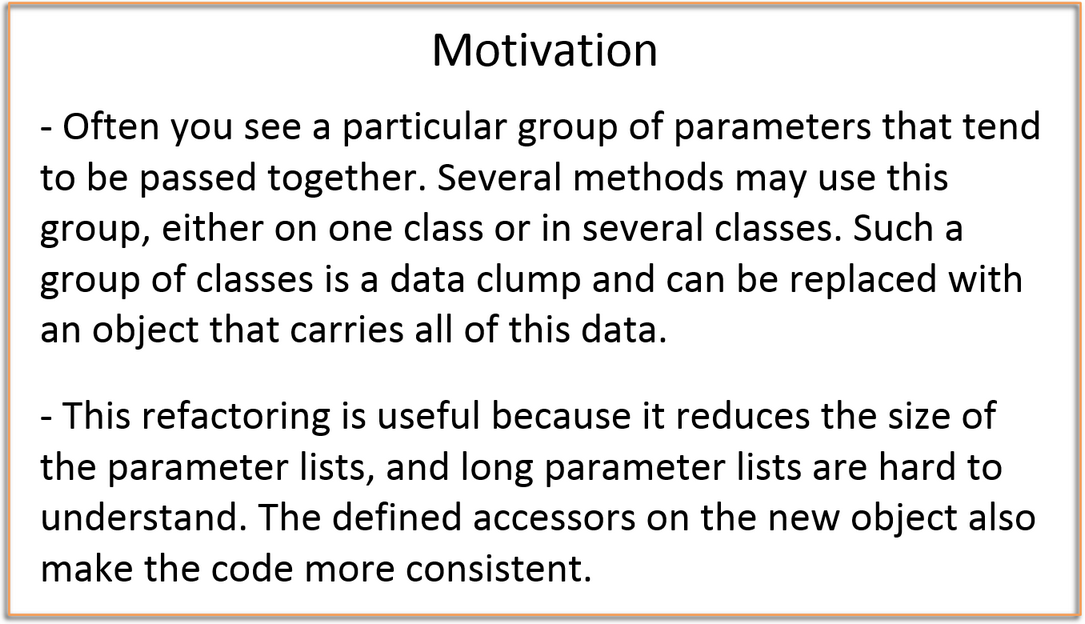 Motivation
- Often you see a particular group of parameters that tend
to be passed together. Several methods may use this
group, either on one class or in several classes. Such a
group of classes is a data clump and can be replaced with
an object that carries all of this data.
- This refactoring is useful because it reduces the size of
the parameter lists, and long parameter lists are hard to
understand. The defined accessors on the new object also
make the code more consistent.